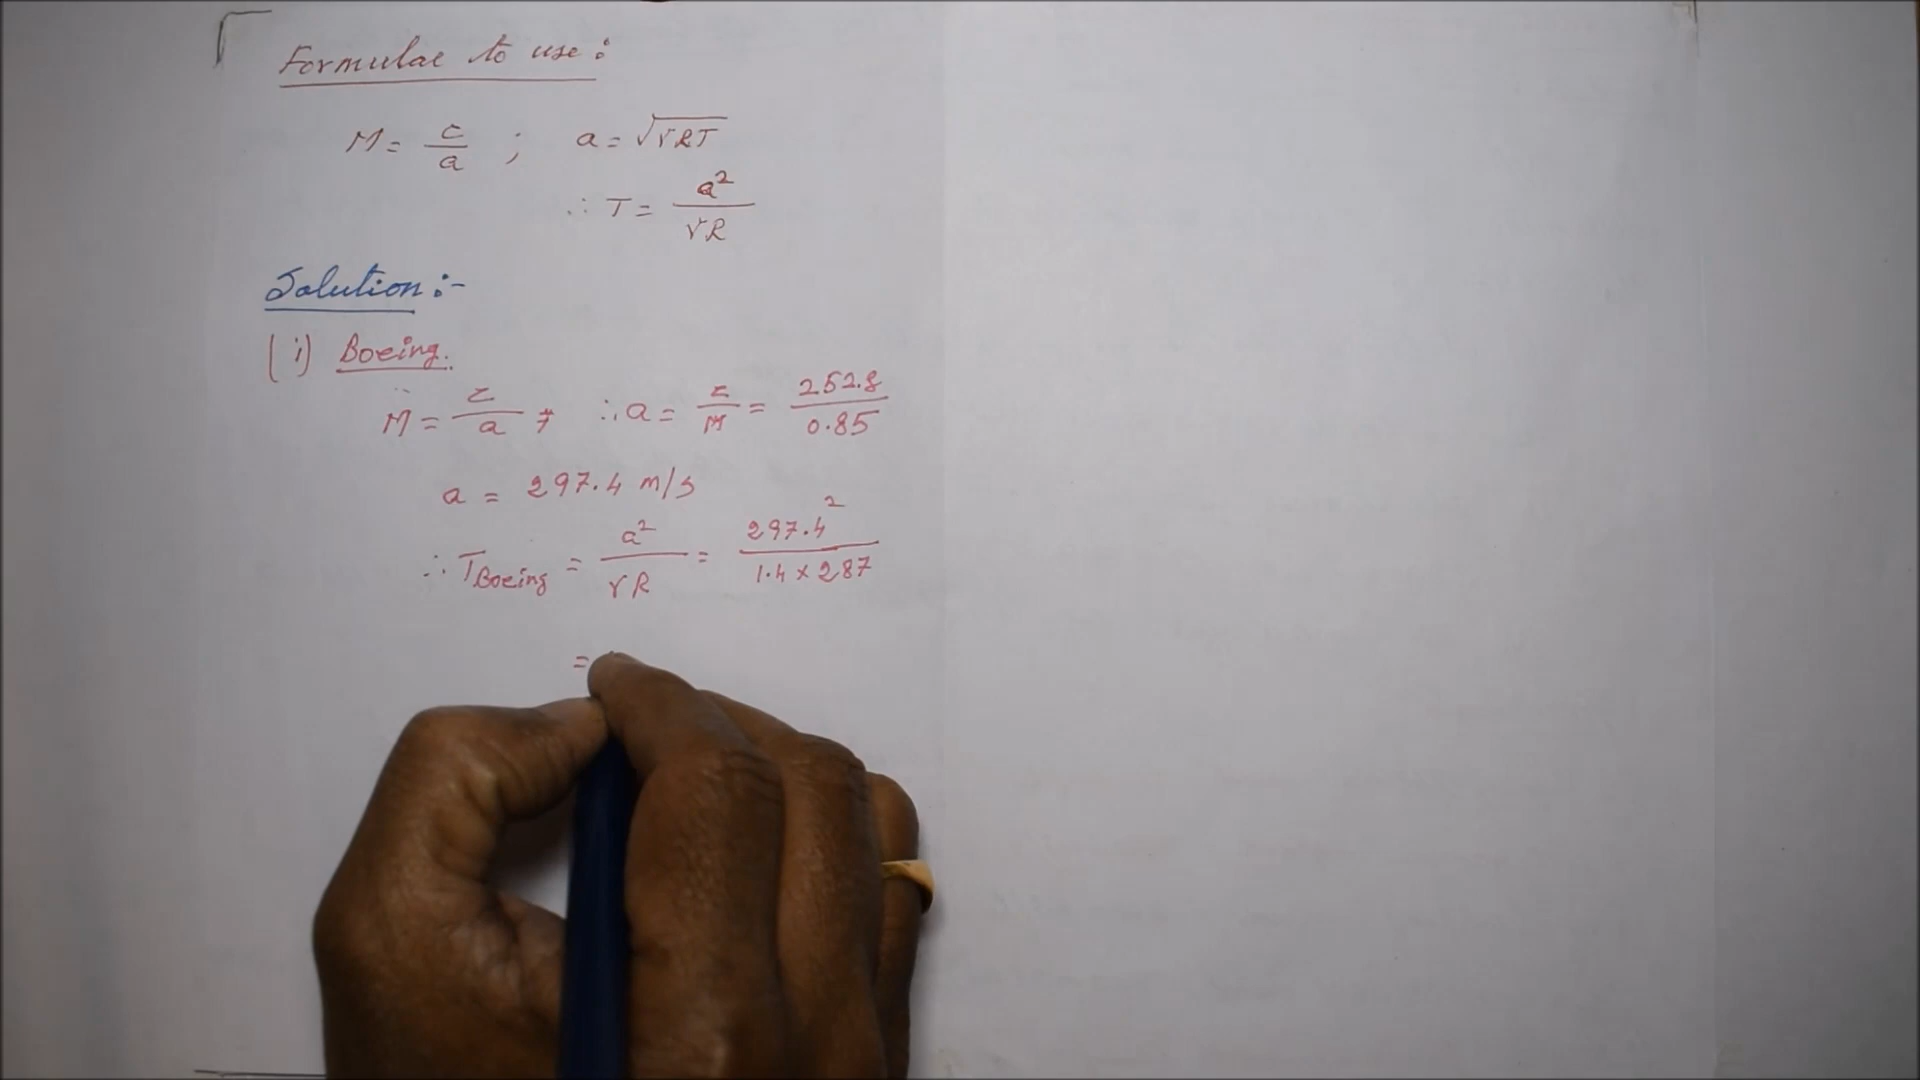 Formulae to use :
M = c/a ; a = √γRT
∴ T = a²/γR
Solution :-
(i) Boeing.
M = c/a ; ∴ a = c/M = 252.8/0.85
a = 297.4 m/s
∴ T Boeing = a²/γR = 297.4²/1.4 × 287
=